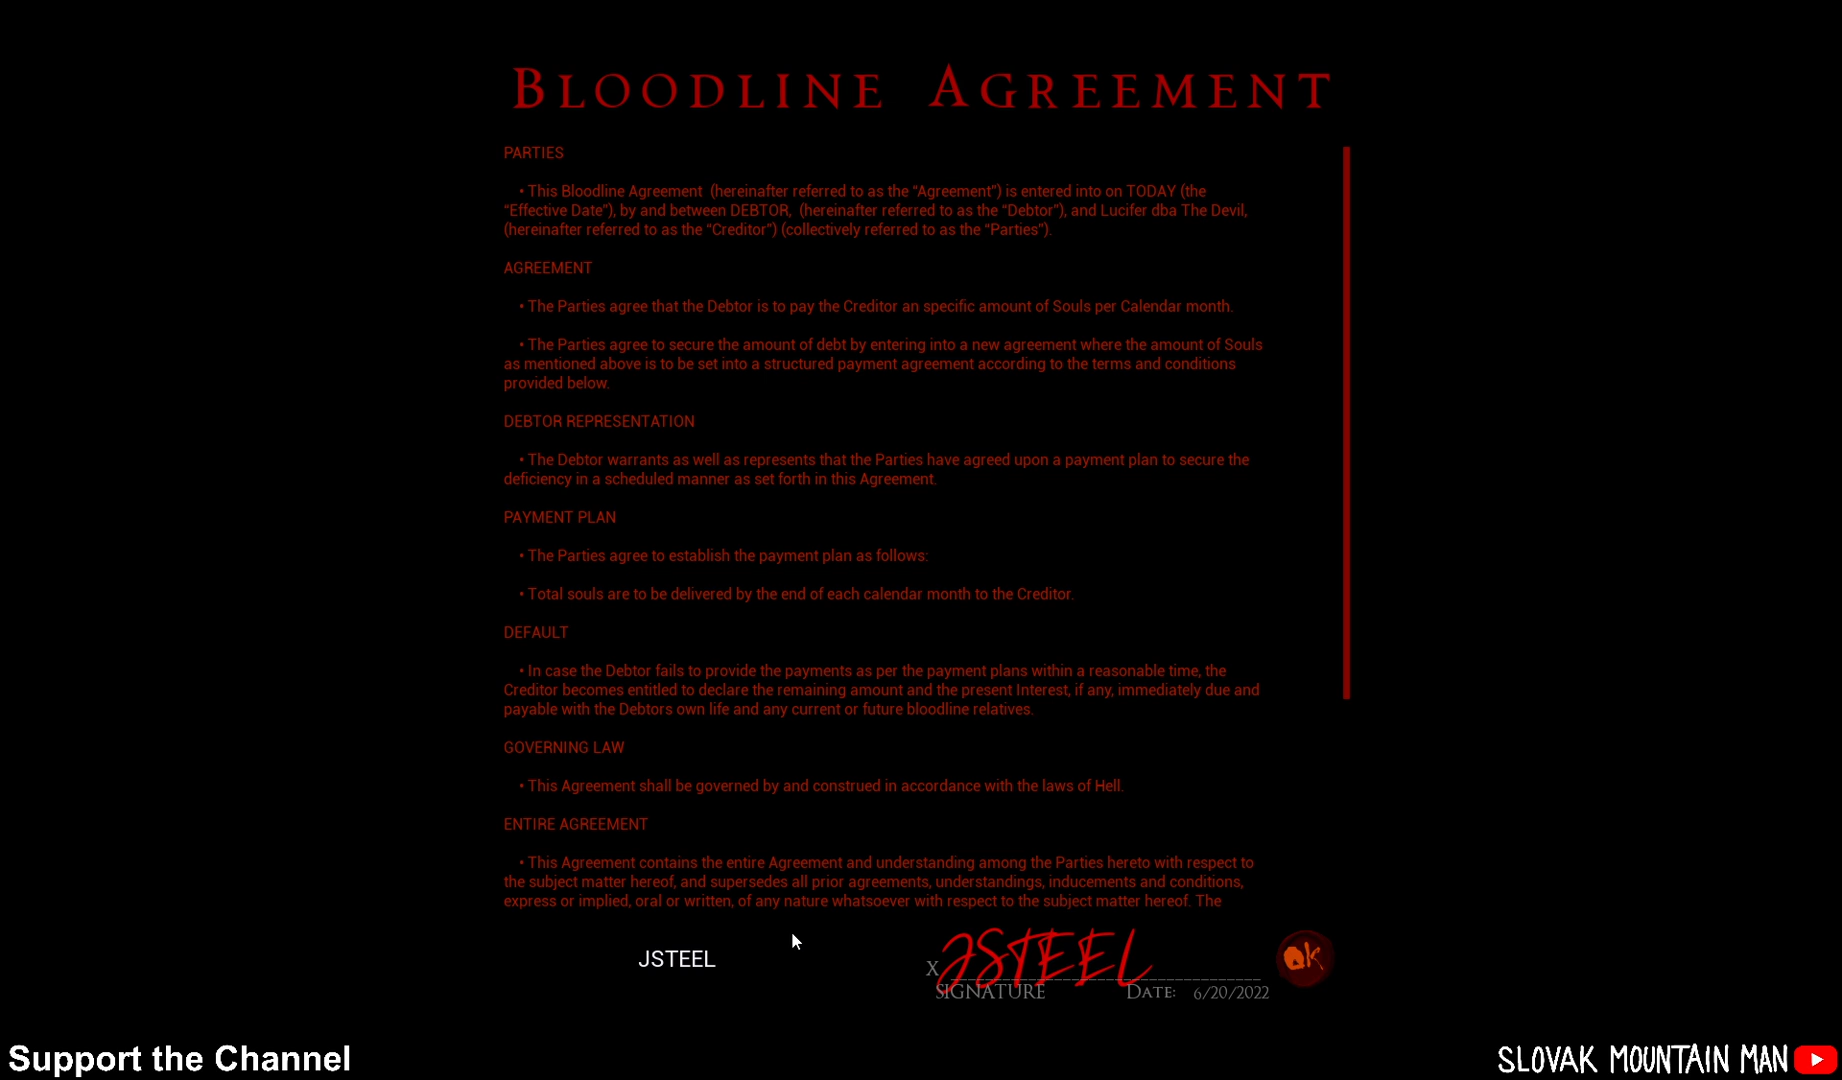 BLOODLINE AGREEMENT
PARTIES
• This Bloodline Agreement (hereinafter referred to as the “Agreement”) is entered into on TODAY (the
“Effective Date”), by and between DEBTOR, (hereinafter referred to as the “Debtor”), and Lucifer dba The Devil,
(hereinafter referred to as the “Creditor”) (collectively referred to as the “Parties”).
AGREEMENT
• The Parties agree that the Debtor is to pay the Creditor an specific amount of Souls per Calendar month.
• The Parties agree to secure the amount of debt by entering into a new agreement where the amount of Souls
as mentioned above is to be set into a structured payment agreement according to the terms and conditions
provided below.
DEBTOR REPRESENTATION
• The Debtor warrants as well as represents that the Parties have agreed upon a payment plan to secure the
deficiency in a scheduled manner as set forth in this Agreement.
PAYMENT PLAN
• The Parties agree to establish the payment plan as follows:
• Total souls are to be delivered by the end of each calendar month to the Creditor.
DEFAULT
• In case the Debtor fails to provide the payments as per the payment plans within a reasonable time, the
Creditor becomes entitled to declare the remaining amount and the present Interest, if any, immediately due and
payable with the Debtors own life and any current or future bloodline relatives.
GOVERNING LAW
• This Agreement shall be governed by and construed in accordance with the laws of Hell.
ENTIRE AGREEMENT
• This Agreement contains the entire Agreement and understanding among the Parties hereto with respect to
the subject matter hereof, and supersedes all prior agreements, understandings, inducements and conditions,
express or implied, oral or written, of any nature whatsoever with respect to the subject matter hereof. The
JSTEEL
X JSTEEL
ok
SIGNATURE DATE: 6/20/2022
Support the Channel
SLOVAK MOUNTAIN MAN